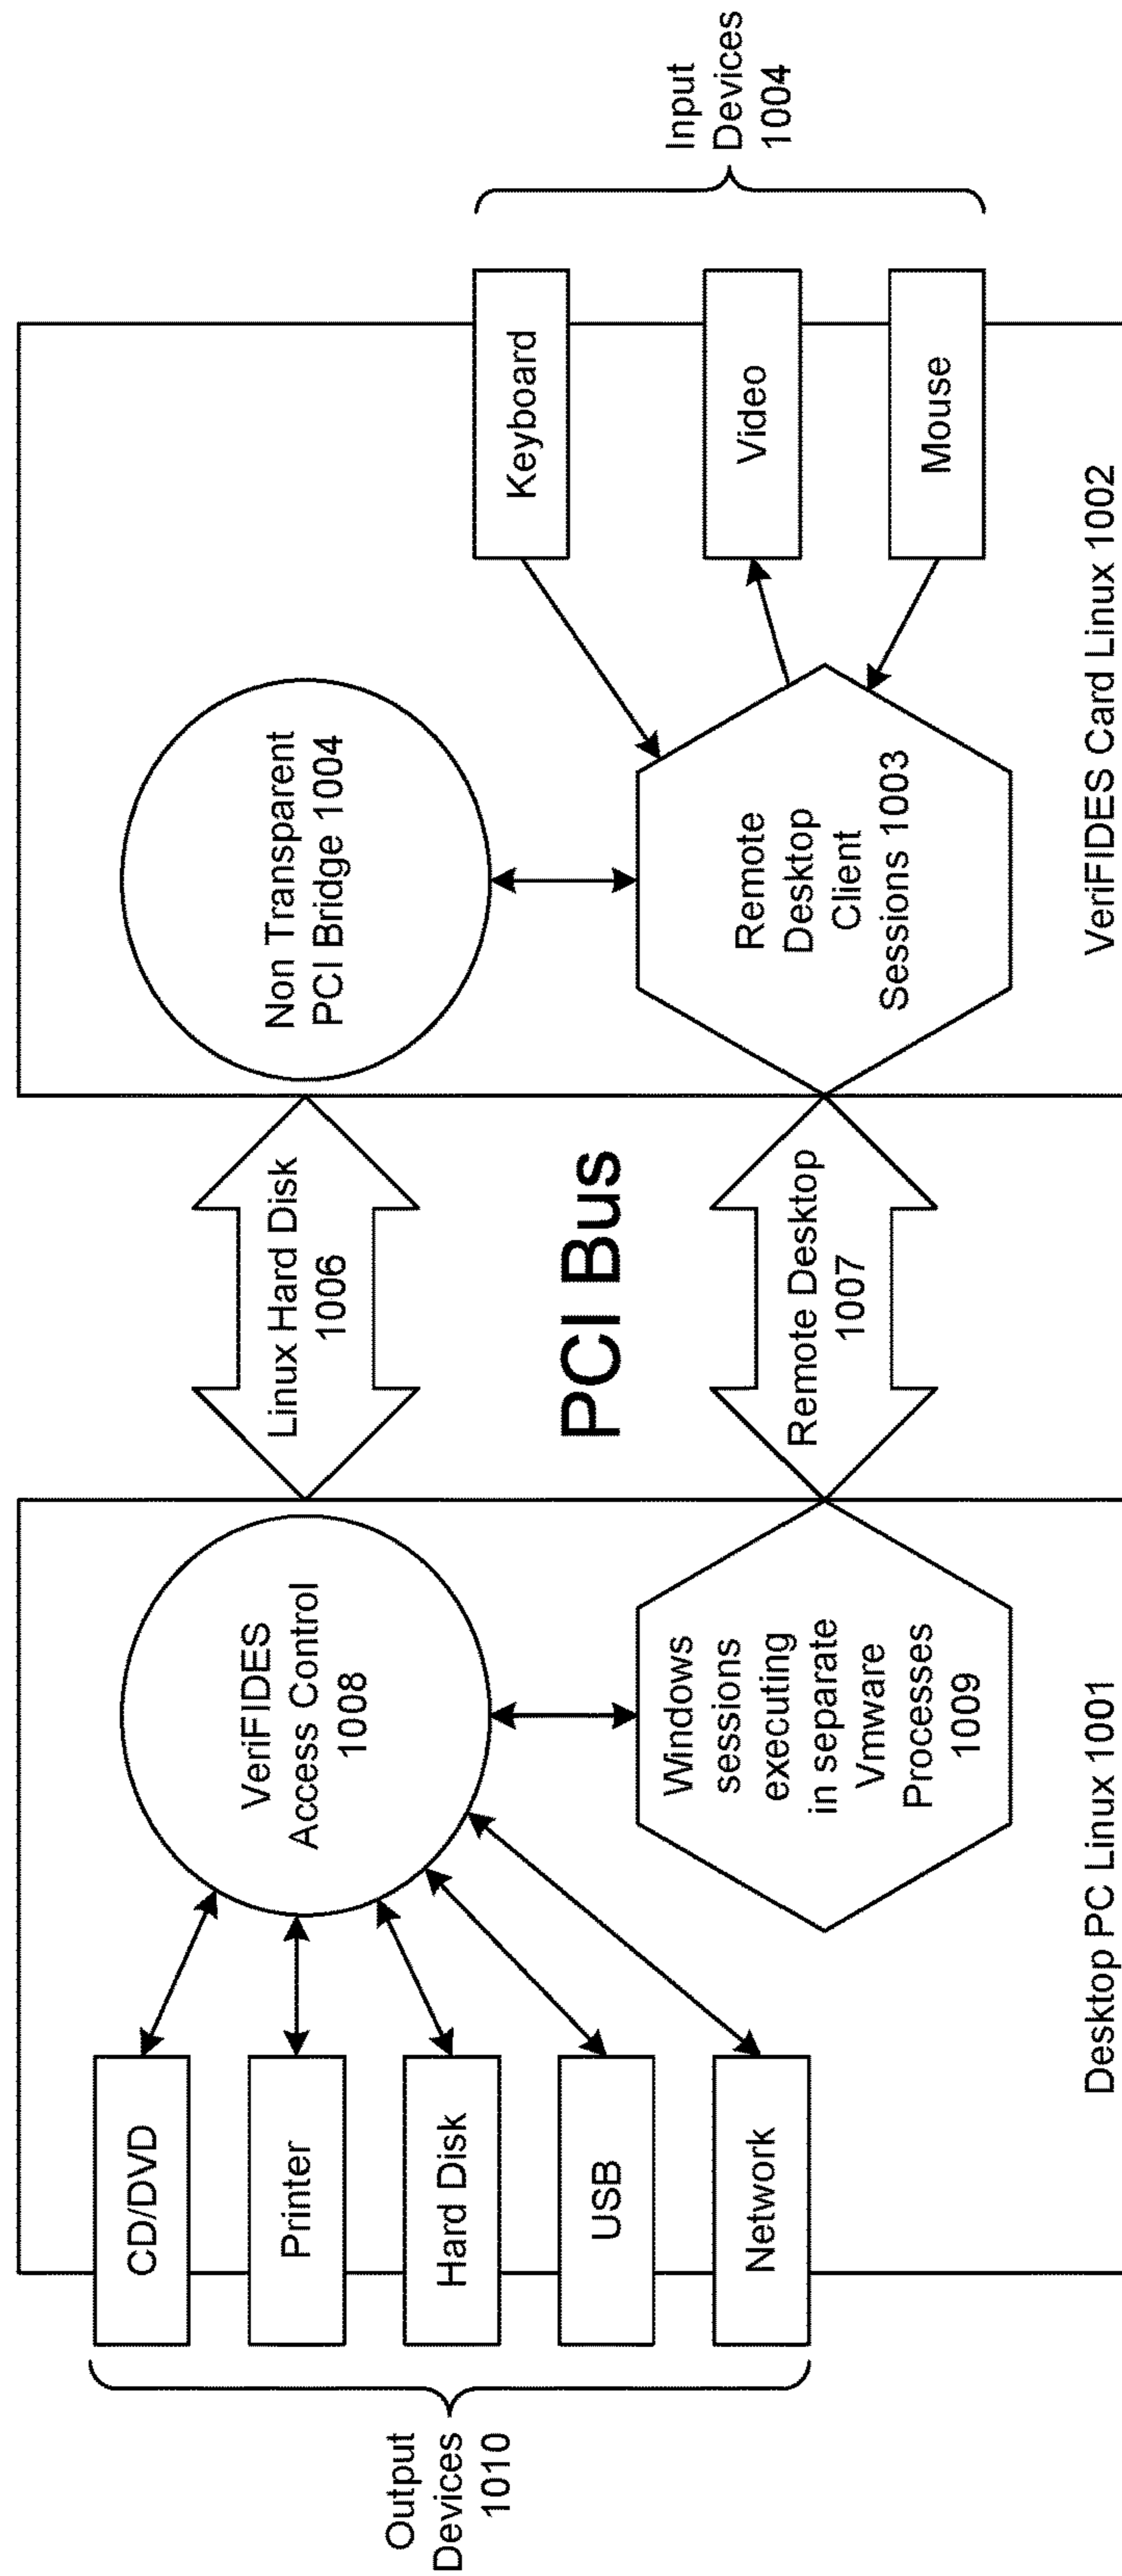 Output
Devices
1010
CD/DVD
Printer
Hard Disk
USB
Network
VeriFIDES
Access Control
1008
Windows
sessions
executing
in separate
Vmware
Processes
1009
Desktop PC Linux 1001
Linux Hard Disk
1006
PCI Bus
Remote Desktop
1007
Non Transparent
PCI Bridge 1004
Remote
Desktop
Client
Sessions 1003
Keyboard
Video
Mouse
Input
Devices
1004
VeriFIDES Card Linux 1002